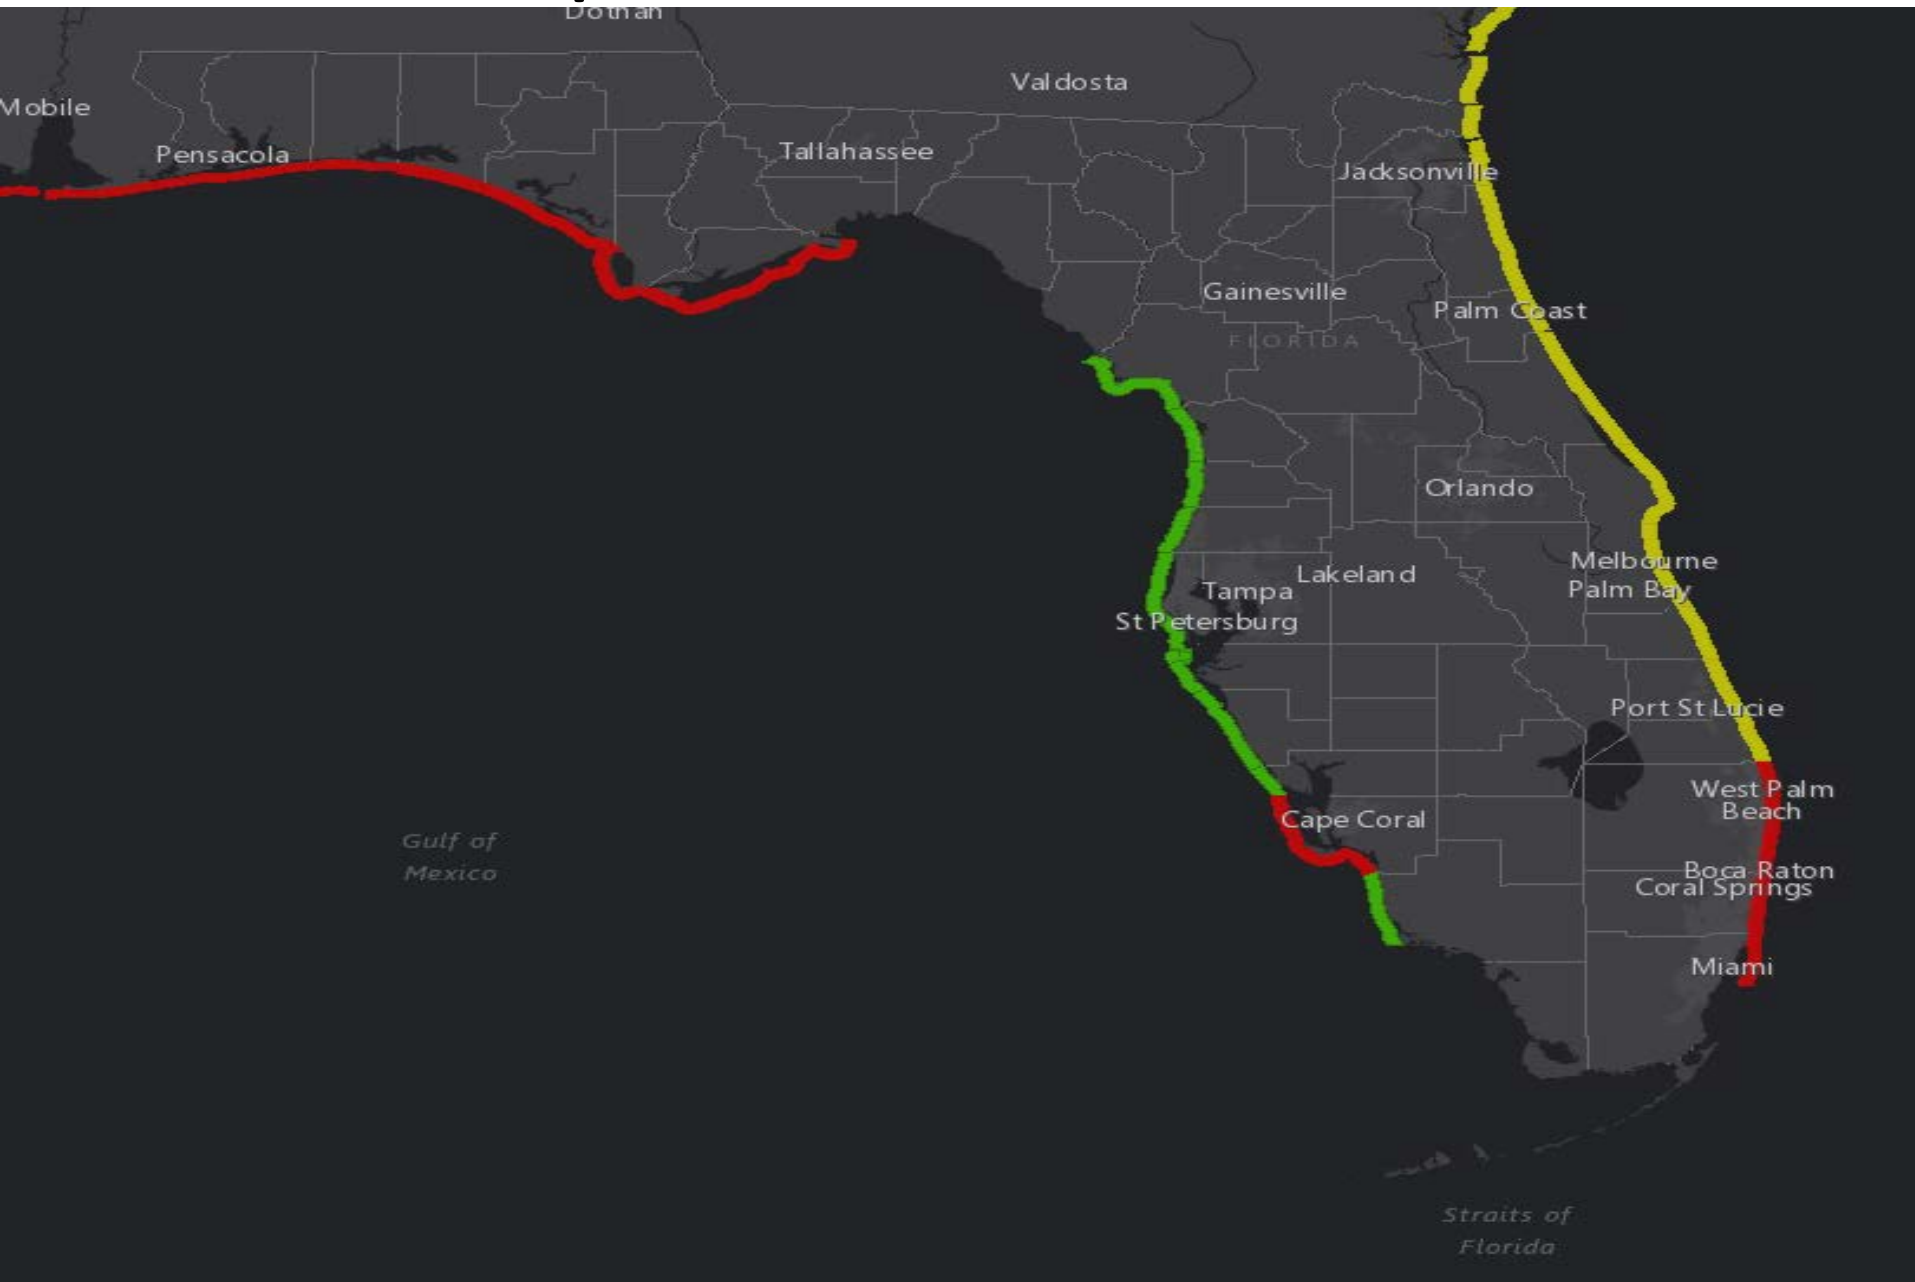 Dothan
Valdosta
Mobile
Pensacola
Tallahassee
Jacksonville
Gainesville
Palm Coast
FLORIDA
Orlando
Melbourne
Palm Bay
Lakeland
Tampa
St Petersburg
Port St Lucie
West Palm
Beach
Cape Coral
Gulf of
Mexico
Boca Raton
Coral Springs
Miami
Straits of
Florida